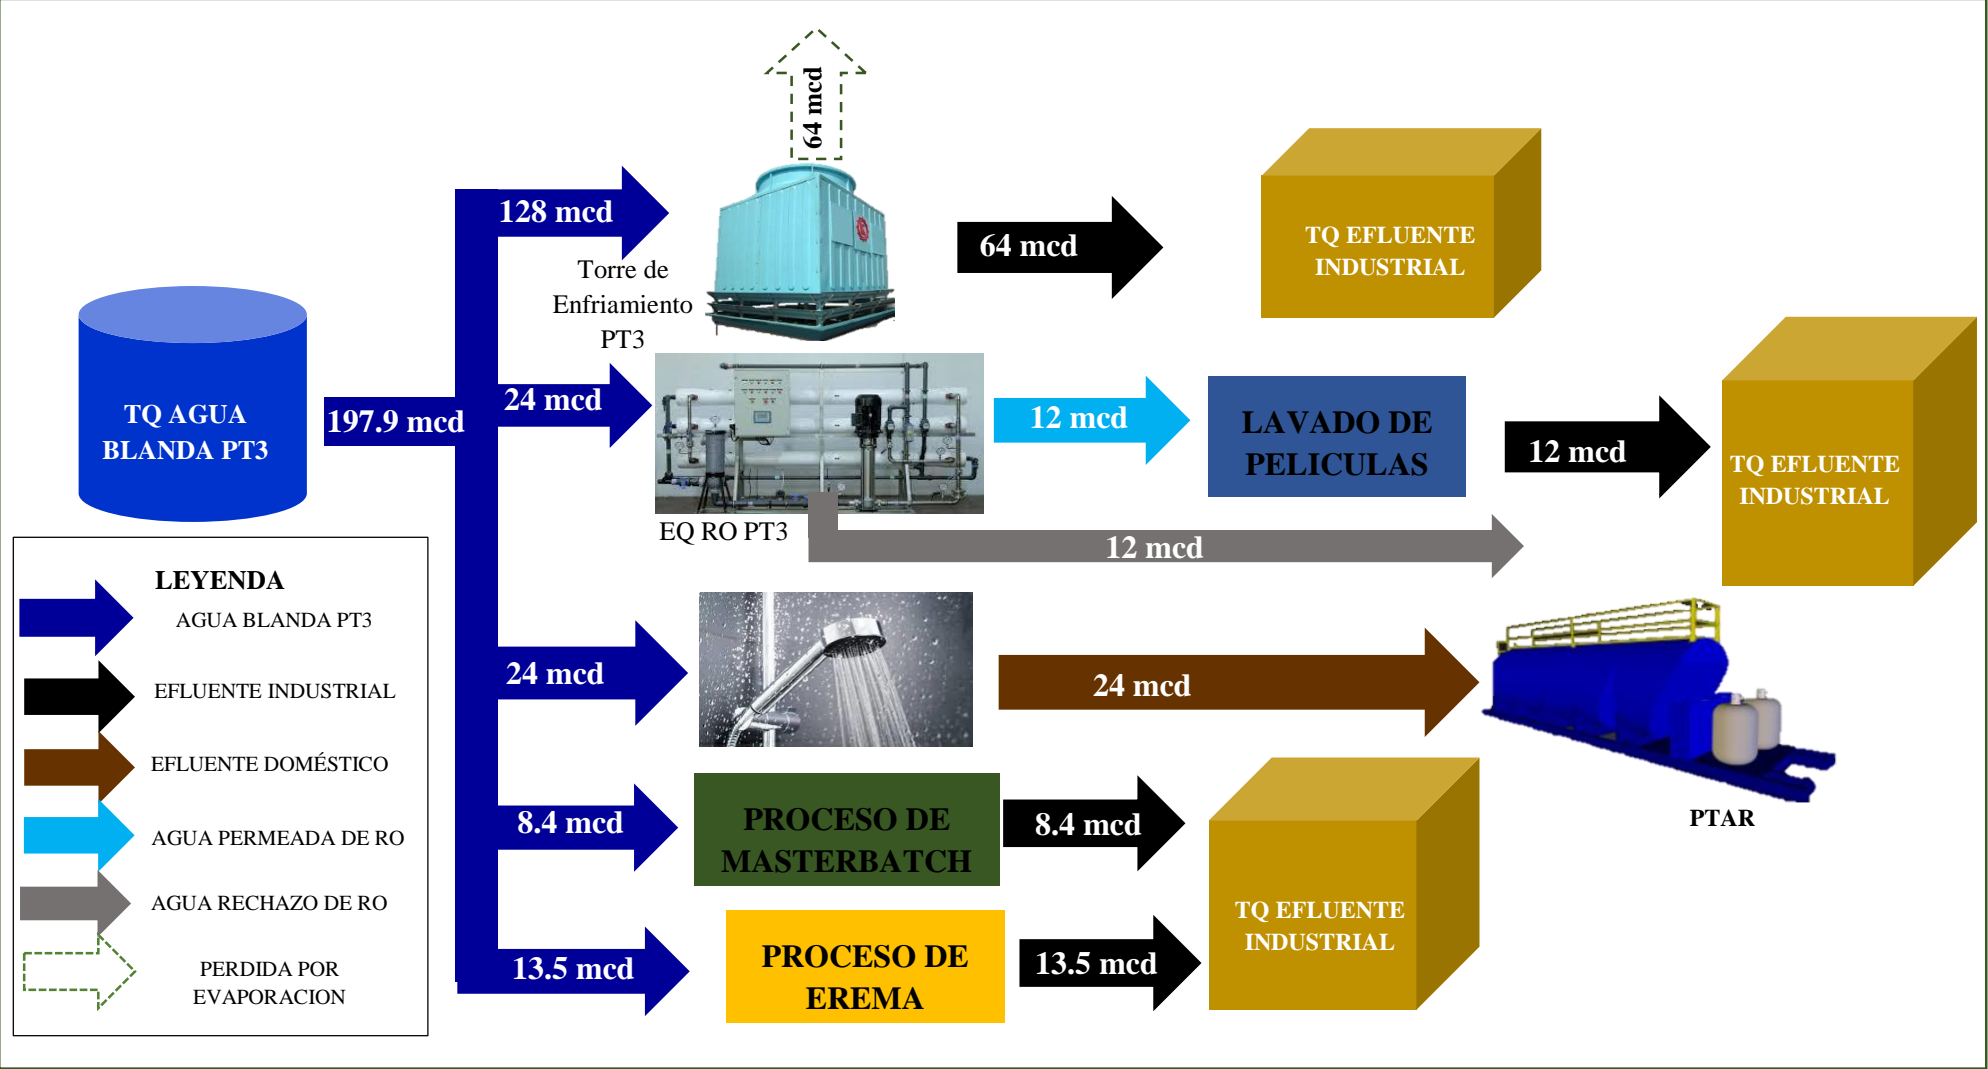 64 mcd
128 mcd
Torre de
Enfriamiento
PT3
64 mcd
TQ EFLUENTE
INDUSTRIAL
TQ AGUA
BLANDA PT3
197.9 mcd
24 mcd
EQ RO PT3
12 mcd
LAVADO DE
PELICULAS
12 mcd
TQ EFLUENTE
INDUSTRIAL
12 mcd
24 mcd
24 mcd
PTAR
8.4 mcd
PROCESO DE
MASTERBATCH
8.4 mcd
13.5 mcd
PROCESO DE
EREMA
13.5 mcd
TQ EFLUENTE
INDUSTRIAL
LEYENDA
AGUA BLANDA PT3
EFLUENTE INDUSTRIAL
EFLUENTE DOMÉSTICO
AGUA PERMEADA DE RO
AGUA RECHAZO DE RO
PERDIDA POR
EVAPORACION